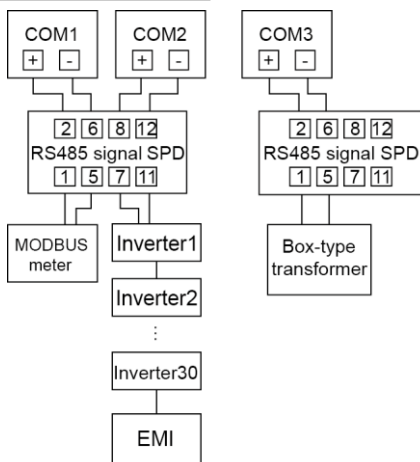 COM1
+ -
COM2
+ -
COM3
+ -
2 6 8 12
RS485 signal SPD
1 5 7 11
2 6 8 12
RS485 signal SPD
1 5 7 11
MODBUS
meter
Inverter1
Inverter2
⋮
Inverter30
EMI
Box-type
transformer